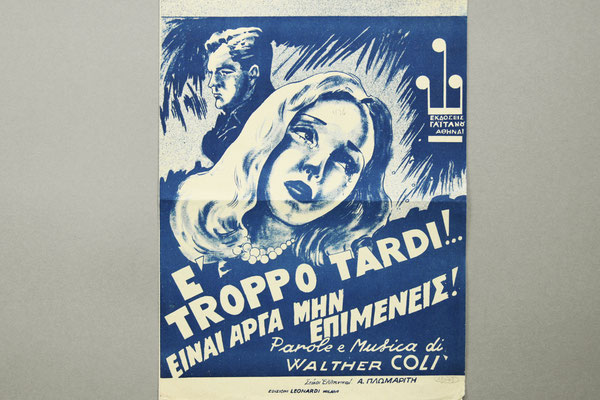 ΕΚΔΟΣΕΙΣ
ΓΑΪΤΑΝΟΥ
ΑΘΗΝΑΙ
E' TROPPO TARDI!..
ΕΙΝΑΙ ΑΡΓΑ ΜΗΝ
ΕΠΙΜΕΝΕΙΣ!
Parole e Musica di
WALTHER COLI'
Στίχοι Ἑλληνικοί Α. ΠΛΩΜΑΡΙΤΗ
EDIZIONI LEONARDI MILANO